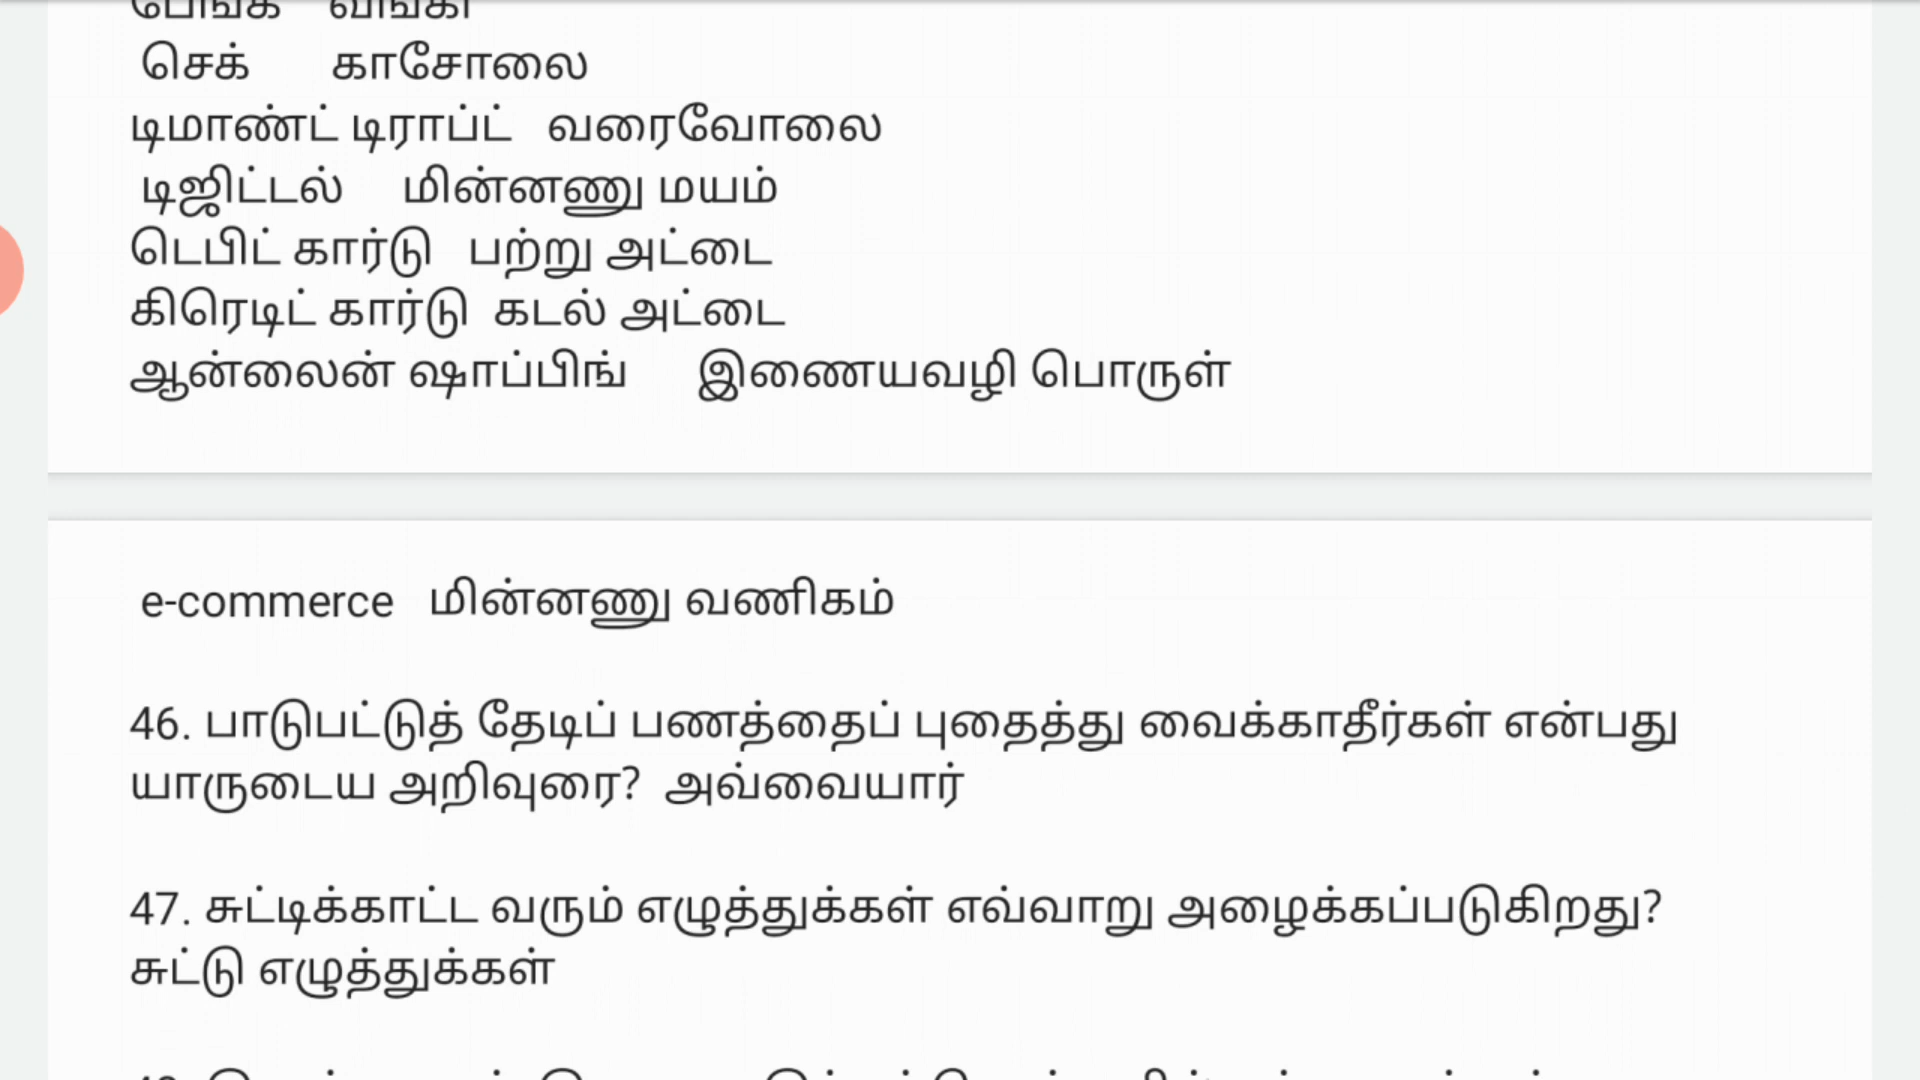 செக் காசோலை
டிமாண்ட் டிராப்ட் வரைவோலை
டிஜிட்டல் மின்னணு மயம்
டெபிட் கார்டு பற்று அட்டை
கிரெடிட் கார்டு கடல் அட்டை
ஆன்லைன் ஷாப்பிங் இணையவழி பொருள்
e-commerce மின்னணு வணிகம்
46. பாடுபட்டுத் தேடிப் பணத்தைப் புதைத்து வைக்காதீர்கள் என்பது
யாருடைய அறிவுரை? அவ்வையார்
47. சுட்டிக்காட்ட வரும் எழுத்துக்கள் எவ்வாறு அழைக்கப்படுகிறது?
சுட்டு எழுத்துக்கள்